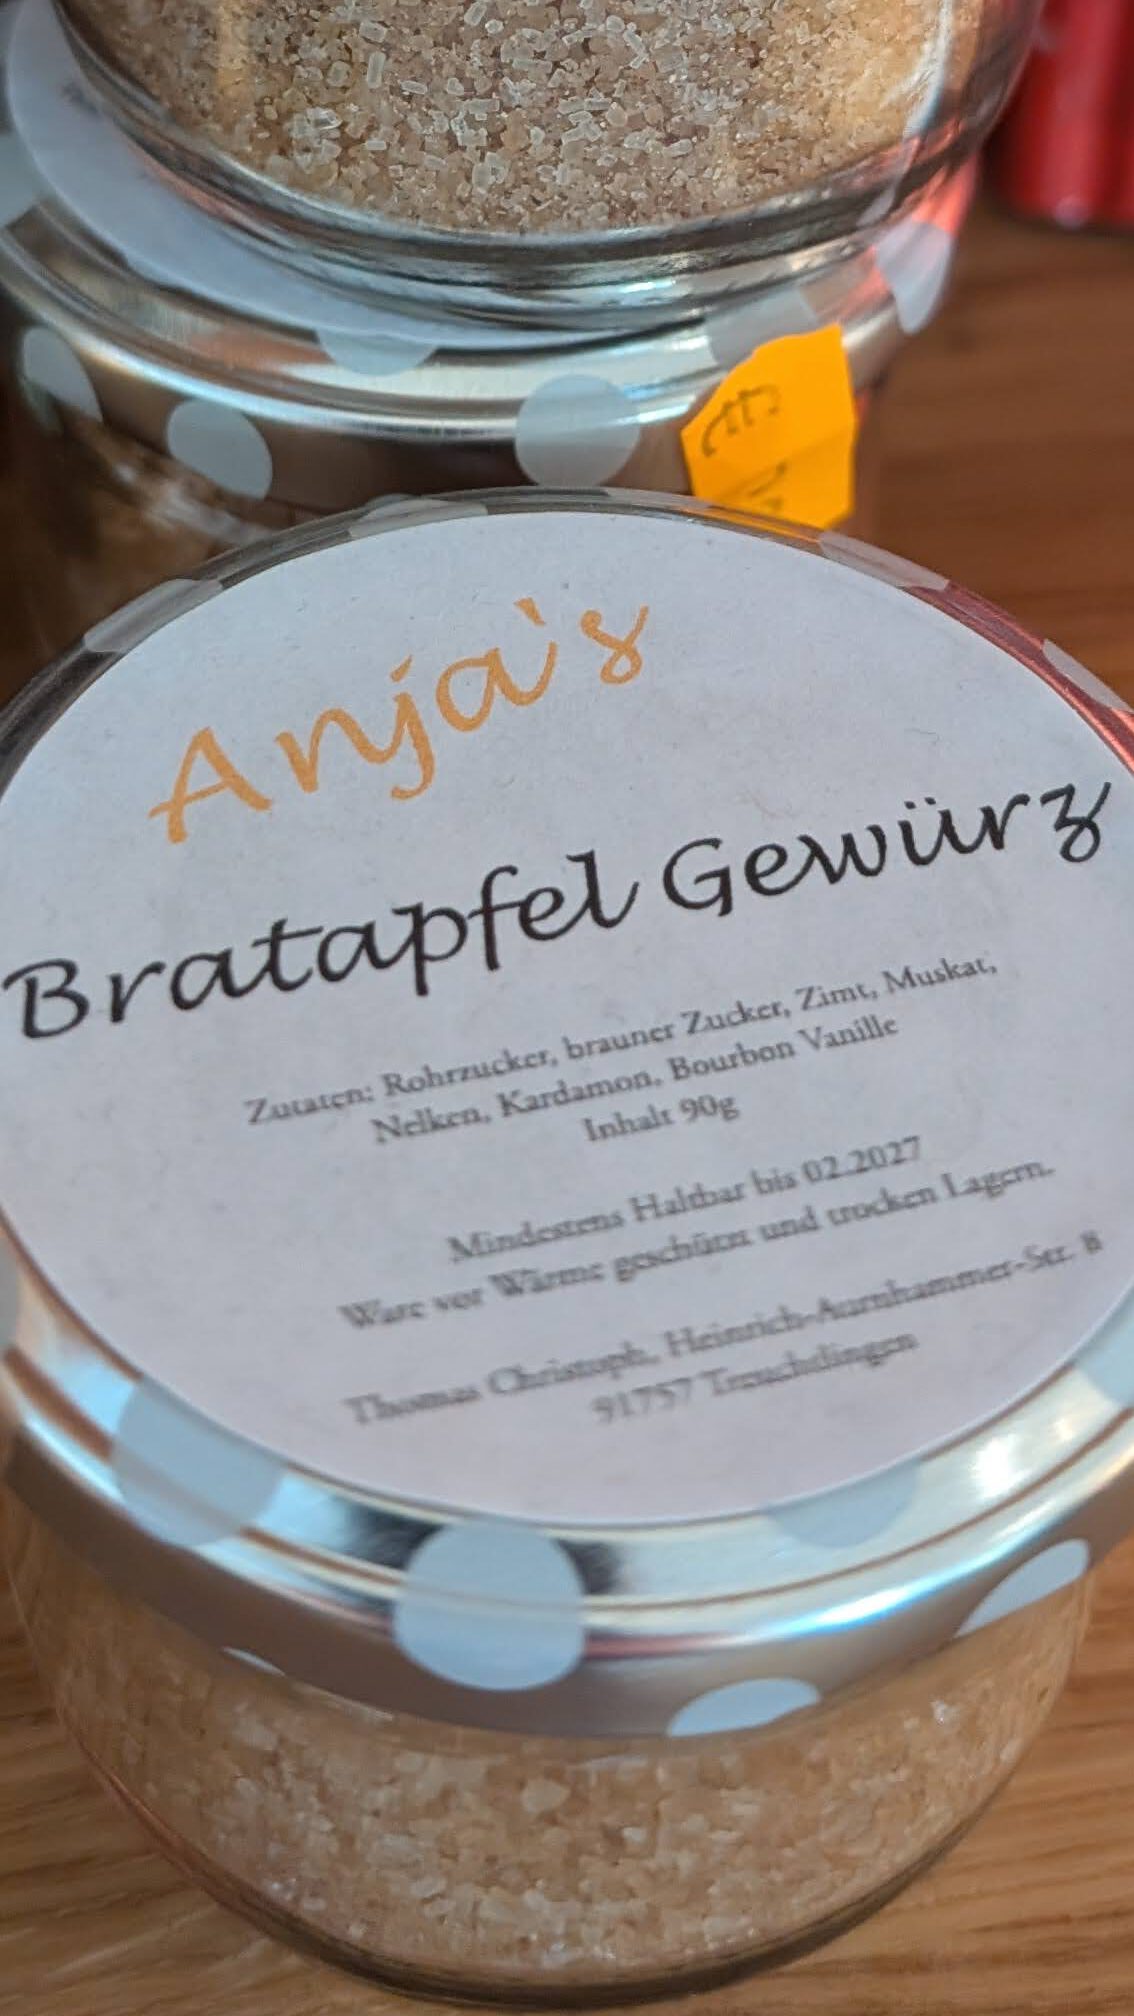 Anja's
Bratapfel Gewürz
Zutaten: Rohrzucker, brauner Zucker, Zimt, Muskat,
Nelken, Kardamon, Bourbon Vanille
Inhalt 90g
Mindestens Haltbar bis 02.2027
Ware vor Wärme geschützt und trocken Lagern.
Thomas Christoph, Heinrich-Aurnhammer-Str. 8
91757 Treuchtlingen